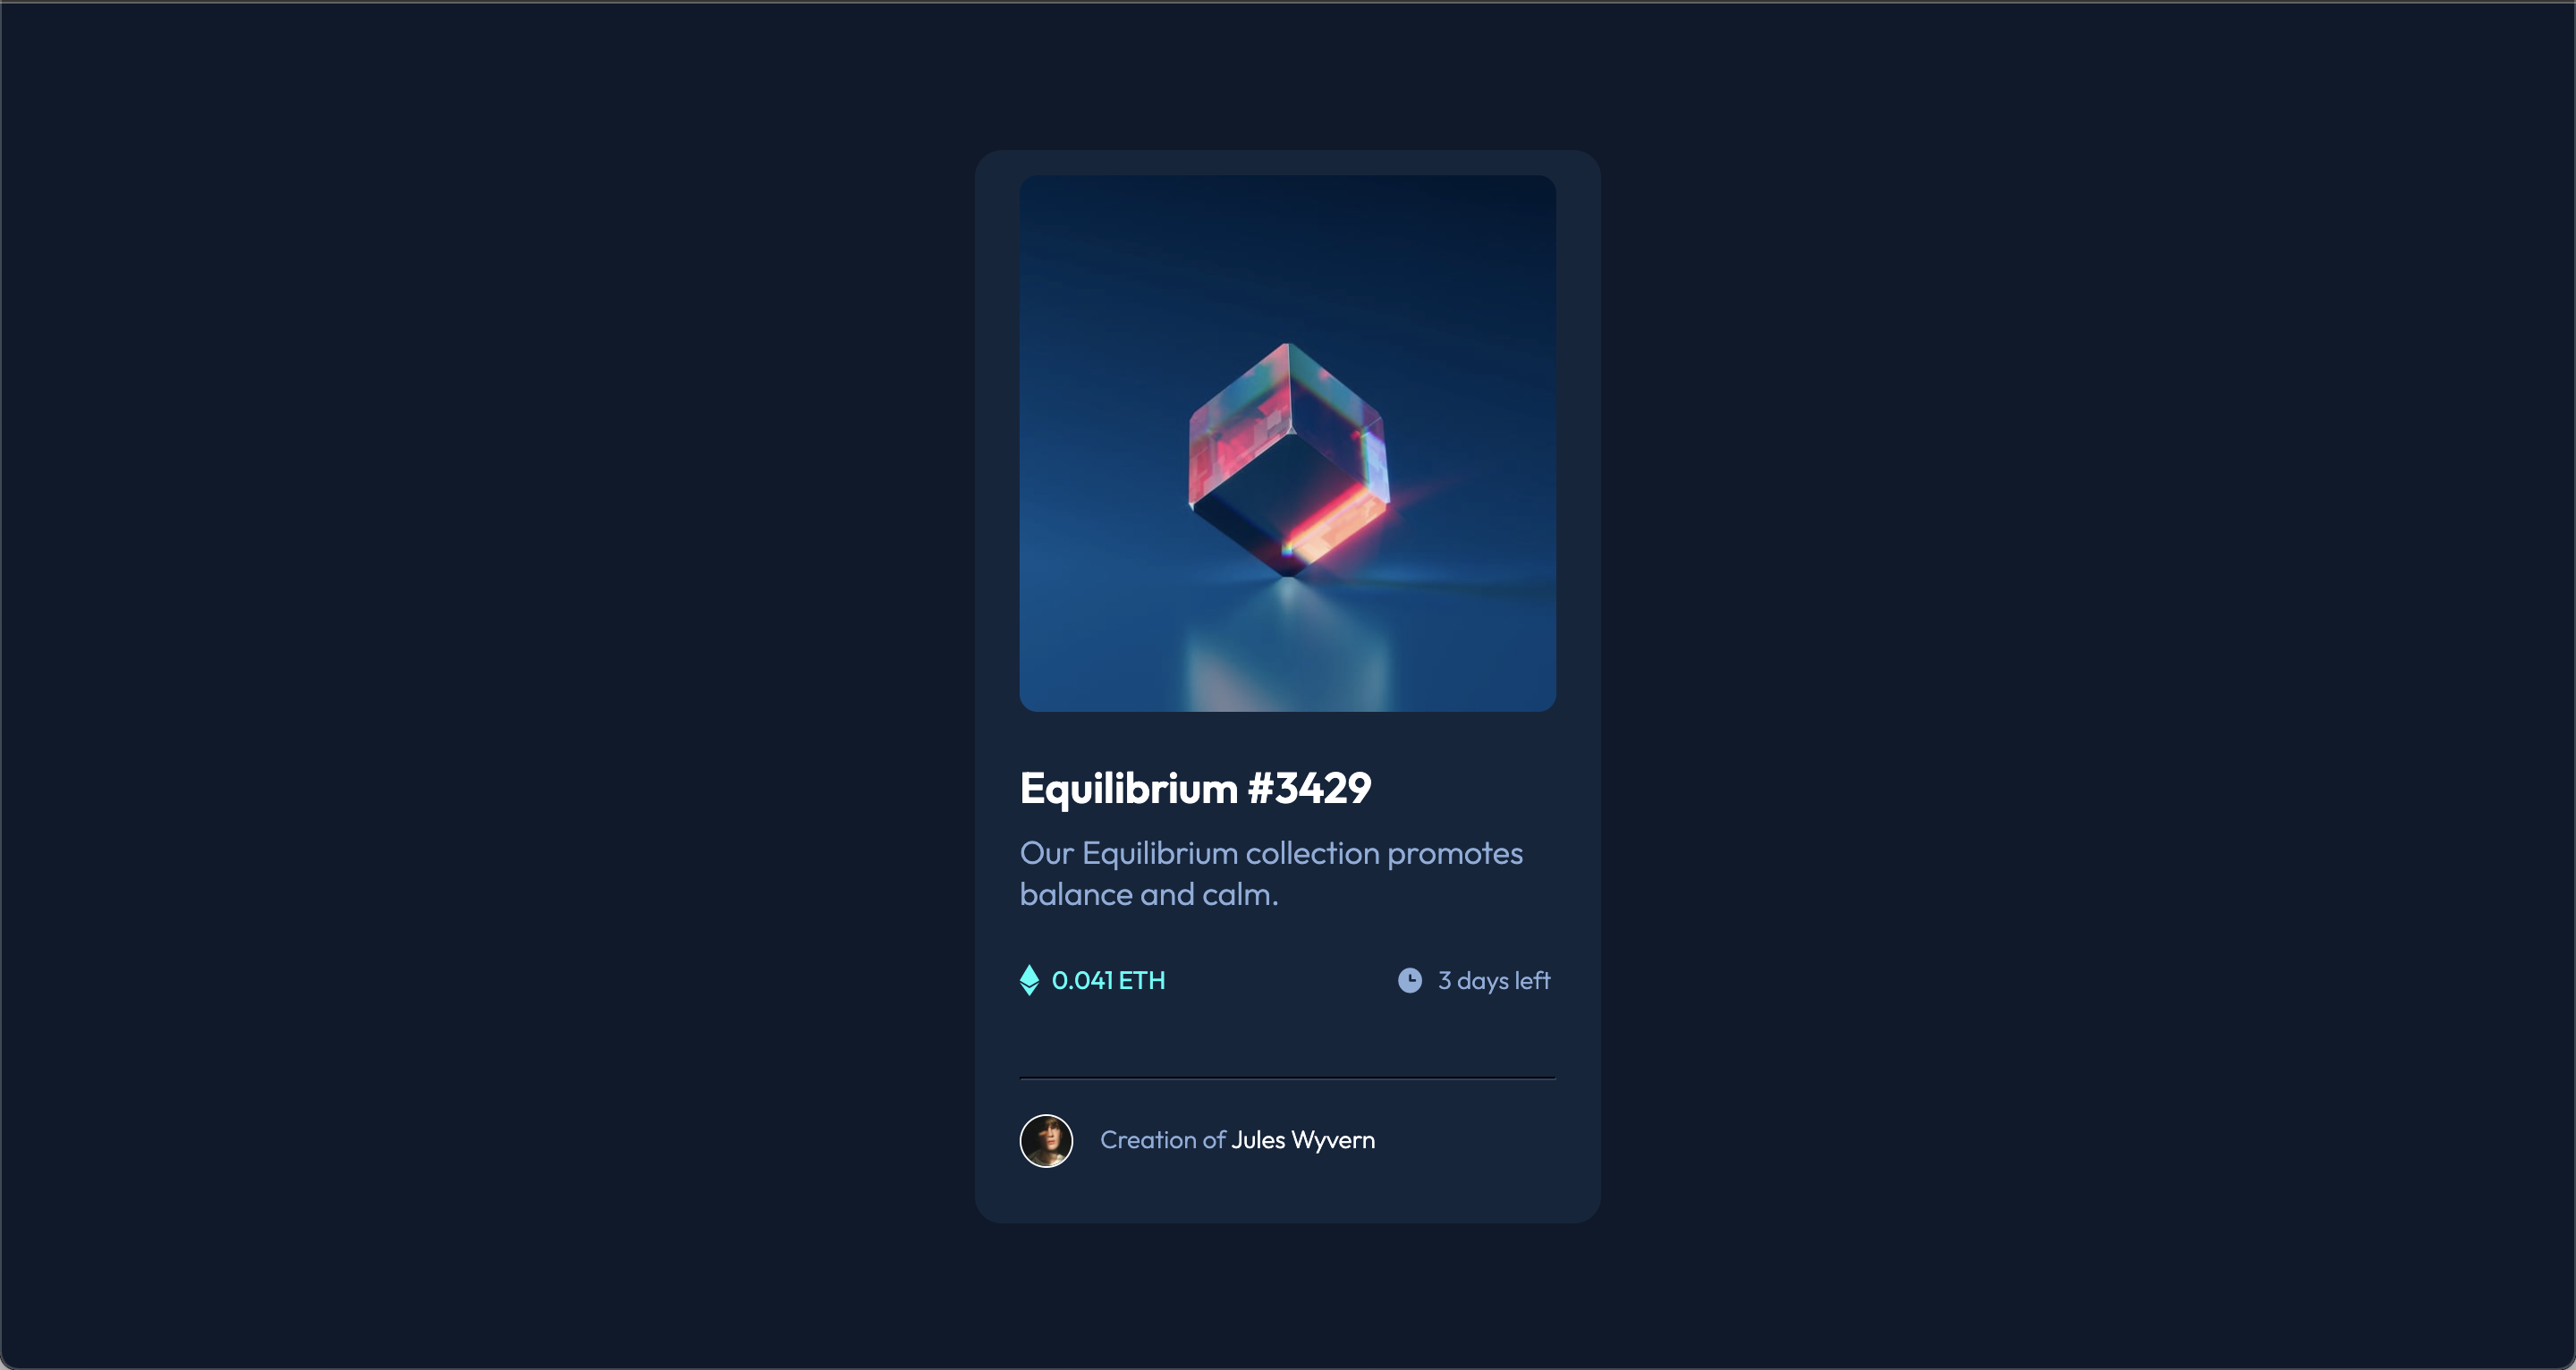 Equilibrium #3429
Our Equilibrium collection promotes
balance and calm.
0.041 ETH
3 days left
Creation of Jules Wyvern